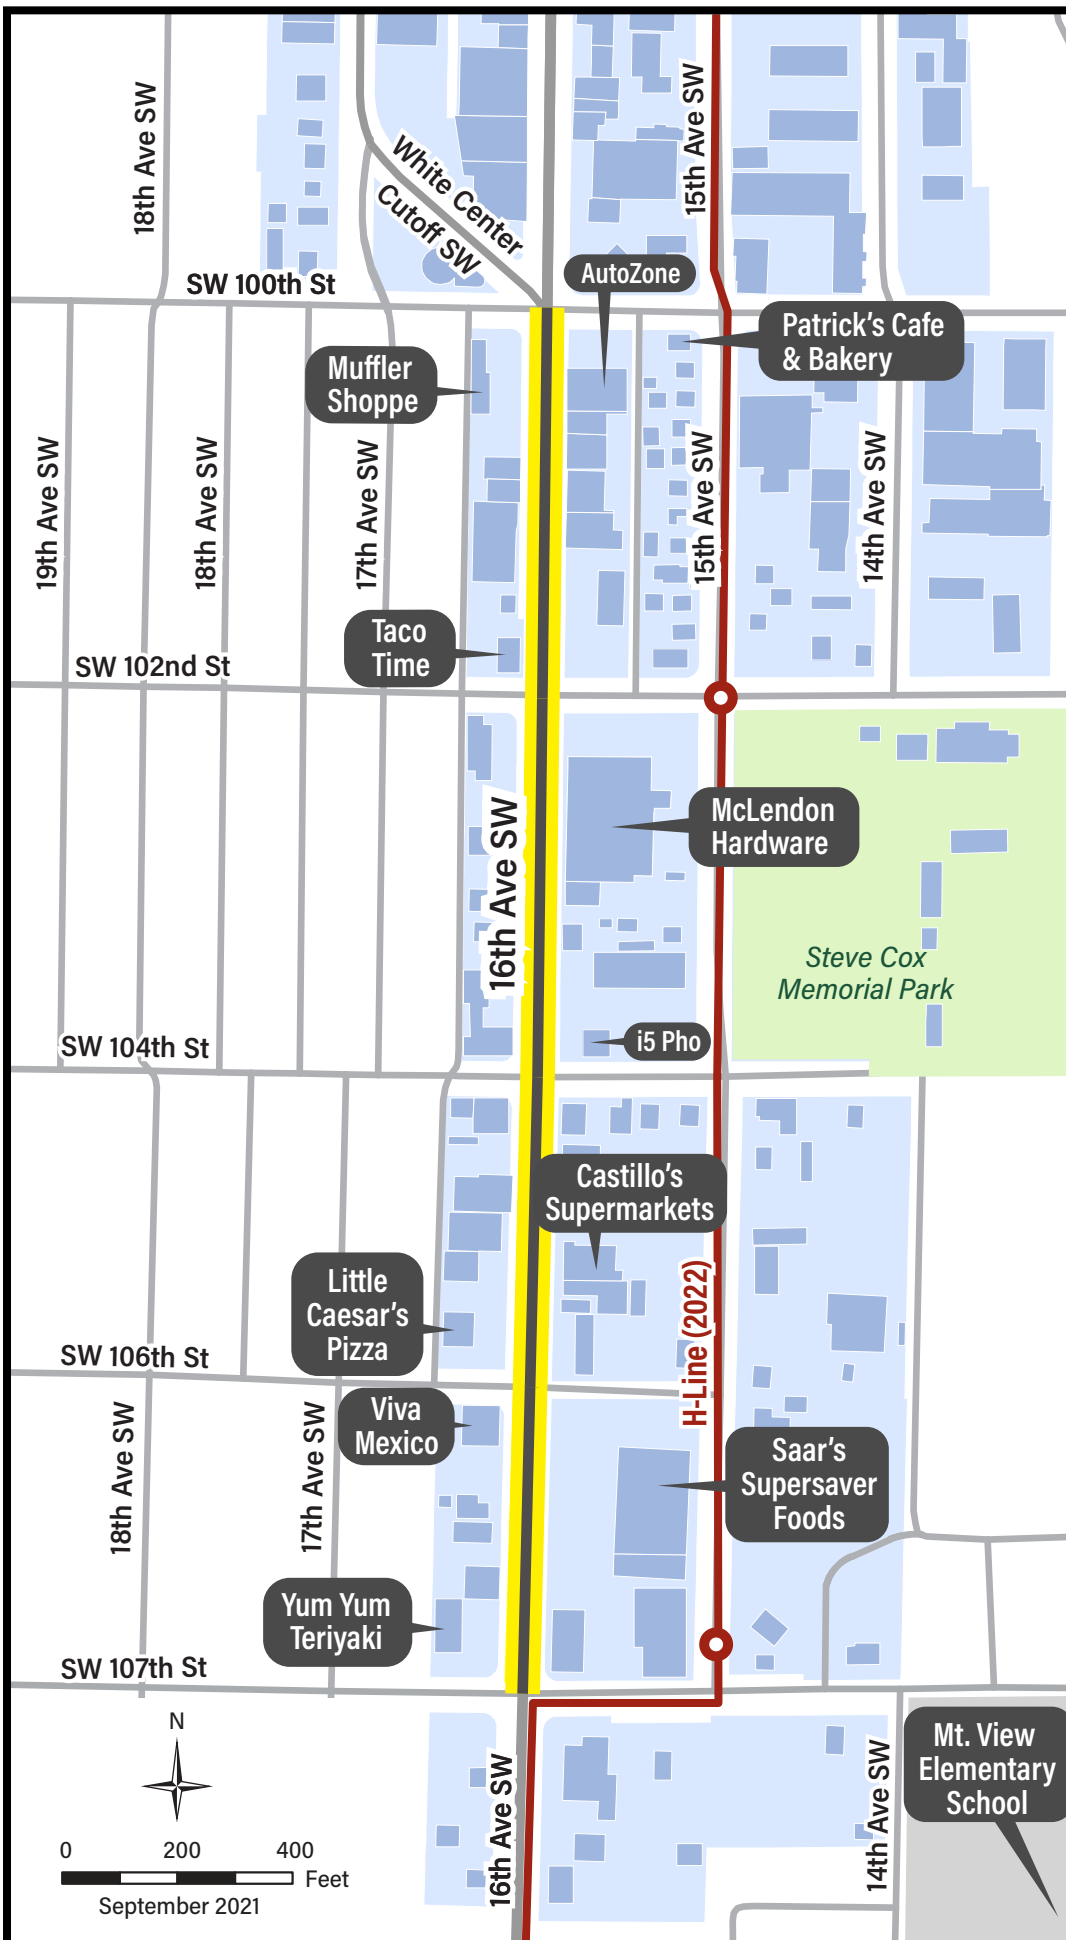 18th Ave SW
15th Ave SW
White Center
Cutoff SW
SW 100th St
AutoZone
Patrick's Cafe
& Bakery
Muffler
Shoppe
19th Ave SW
18th Ave SW
17th Ave SW
15th Ave SW
14th Ave SW
Taco
Time
SW 102nd St
16th Ave SW
McLendon
Hardware
Steve Cox
Memorial Park
i5 Pho
SW 104th St
Castillo's
Supermarkets
Little
Caesar's
Pizza
H-Line (2022)
SW 106th St
Viva
Mexico
18th Ave SW
17th Ave SW
Saar's
Supersaver
Foods
Yum Yum
Teriyaki
SW 107th St
N
16th Ave SW
14th Ave SW
Mt. View
Elementary
School
0 200 400
Feet
September 2021